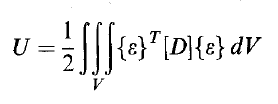 U = \frac{1}{2} \iiint_V \{\varepsilon\}^T [D] \{\varepsilon\} \, dV